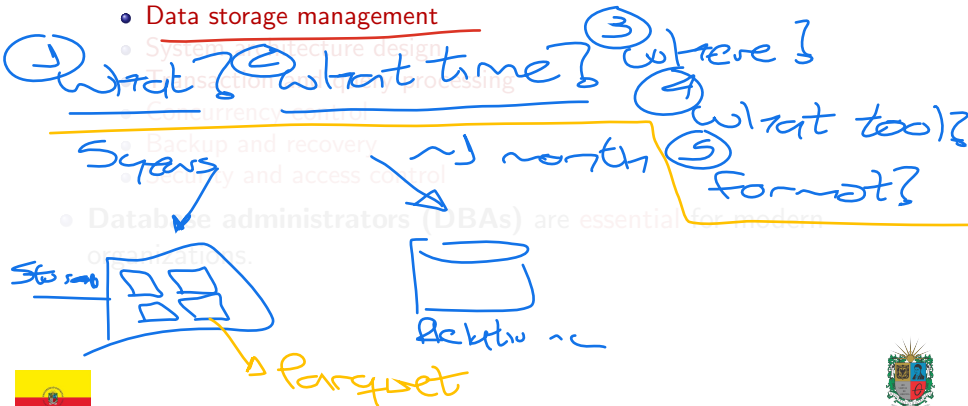 Data storage management
System architecture design
① What? ② What time? ③ where?
Transaction and query processing
④ What tool?
Concurrency control
Backup and recovery
5 years ~1 month ⑤
Security and access control
format?
Database administrators (DBAs) are essential for modern
organizations.
Parquet